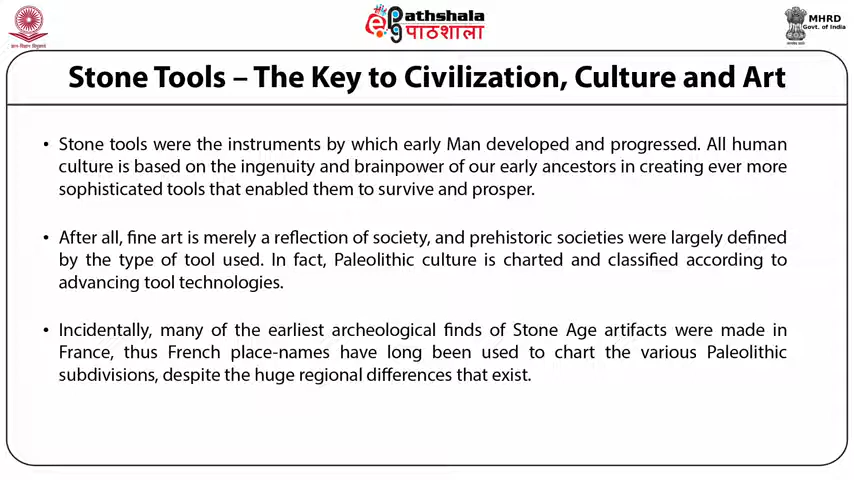 Pathshala
पाठशाला
MHRD
Govt. of India
Stone Tools – The Key to Civilization, Culture and Art
• Stone tools were the instruments by which early Man developed and progressed. All human
culture is based on the ingenuity and brainpower of our early ancestors in creating ever more
sophisticated tools that enabled them to survive and prosper.
• After all, fine art is merely a reflection of society, and prehistoric societies were largely defined
by the type of tool used. In fact, Paleolithic culture is charted and classified according to
advancing tool technologies.
• Incidentally, many of the earliest archeological finds of Stone Age artifacts were made in
France, thus French place-names have long been used to chart the various Paleolithic
subdivisions, despite the huge regional differences that exist.